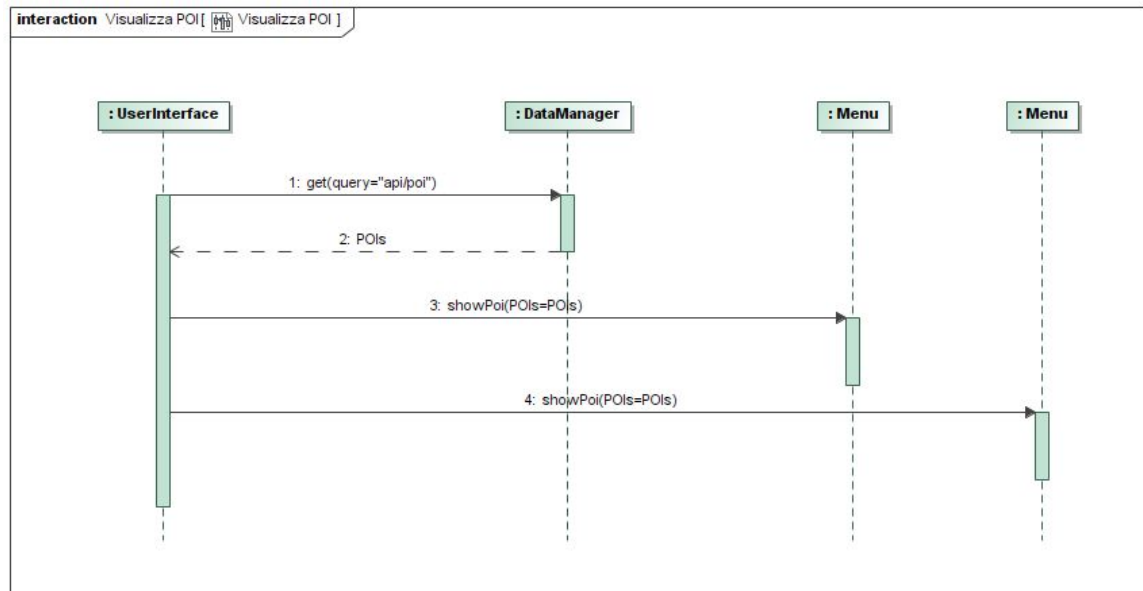 interaction Visualizza POI[ Visualizza POI ]
: UserInterface
: DataManager
: Menu
: Menu
1: get(query="api/poi")
2: POIs
3: showPoi(POIs=POIs)
4: showPoi(POIs=POIs)